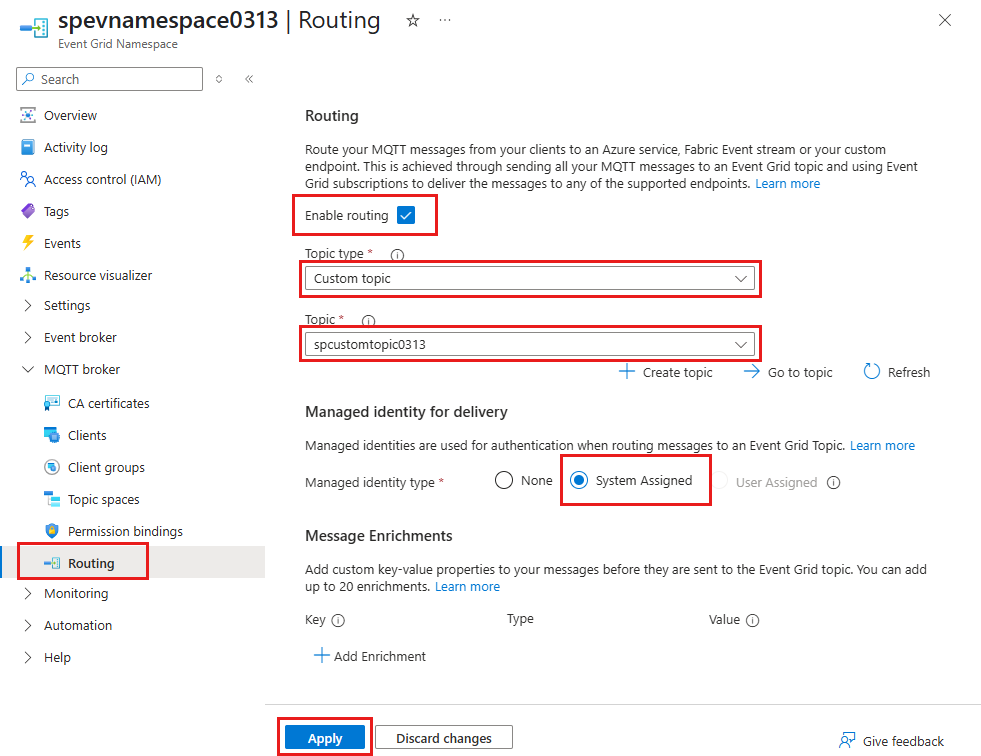 spevnamespace0313 | Routing
Event Grid Namespace
Search
Overview
Activity log
Access control (IAM)
Tags
Events
Resource visualizer
Settings
Event broker
MQTT broker
CA certificates
Clients
Client groups
Topic spaces
Permission bindings
Routing
Monitoring
Automation
Help
Routing
Route your MQTT messages from your clients to an Azure service, Fabric Event stream or your custom
endpoint. This is achieved through sending all your MQTT messages to an Event Grid topic and using Event
Grid subscriptions to deliver the messages to any of the supported endpoints. Learn more
Enable routing
Topic type *
Custom topic
Topic *
spcustomtopic0313
Create topic Go to topic Refresh
Managed identity for delivery
Managed identities are used for authentication when routing messages to an Event Grid Topic. Learn more
Managed identity type * None System Assigned User Assigned
Message Enrichments
Add custom key-value properties to your messages before they are sent to the Event Grid topic. You can add
up to 20 enrichments. Learn more
Key Type Value
Add Enrichment
Apply Discard changes Give feedback